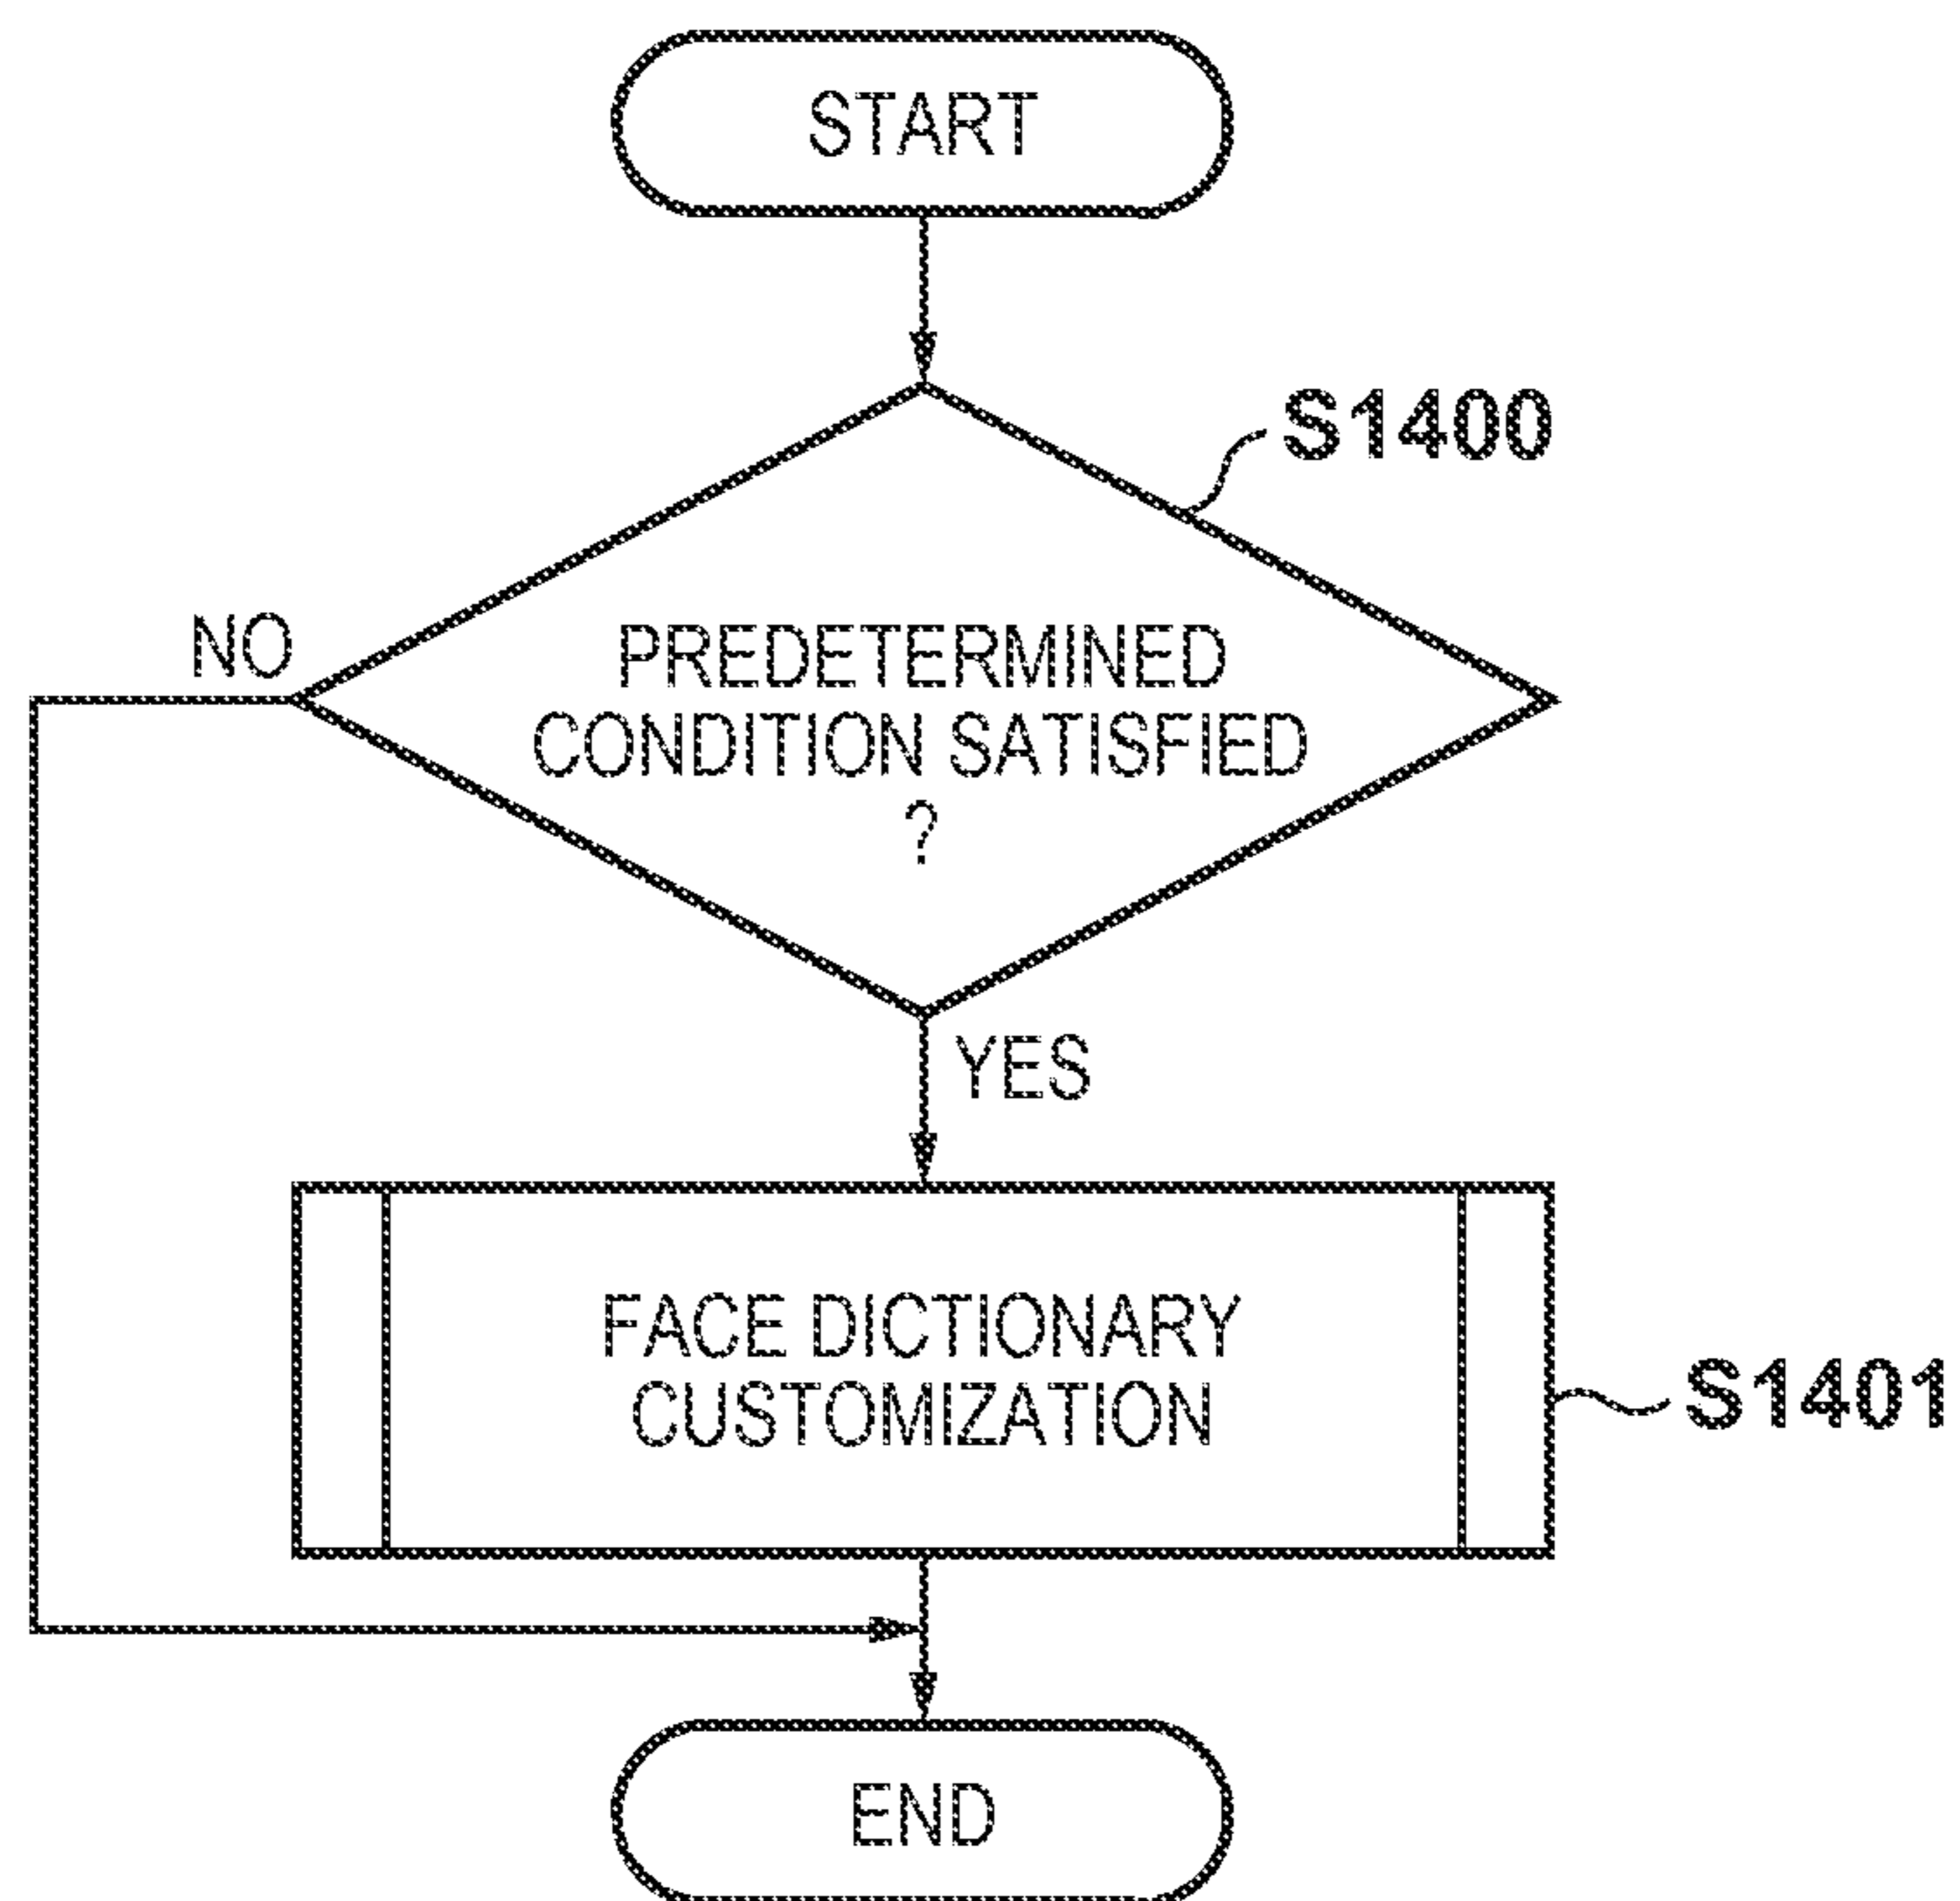 START
S1400
NO
PREDETERMINED
CONDITION SATISFIED
?
YES
FACE DICTIONARY
CUSTOMIZATION
S1401
END